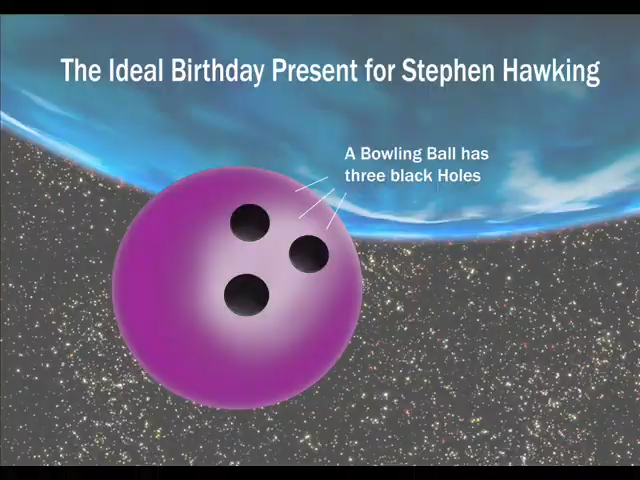 The Ideal Birthday Present for Stephen Hawking
A Bowling Ball has
three black Holes